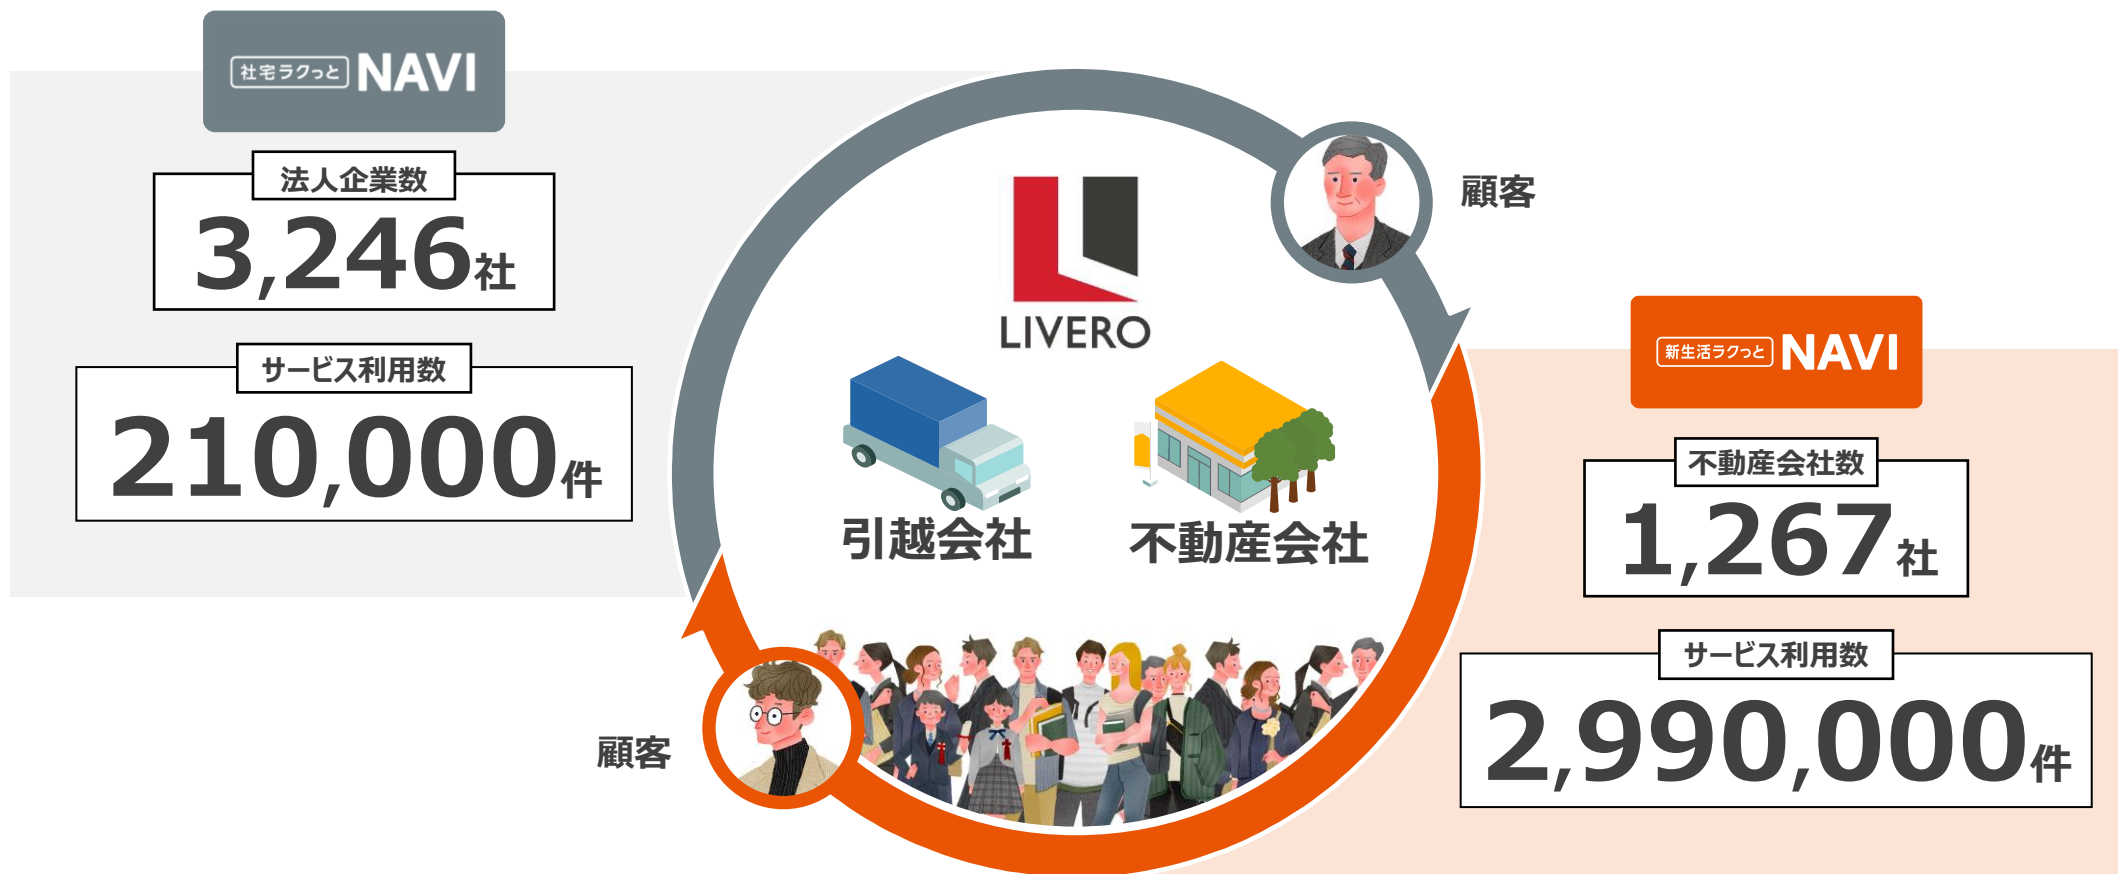 社宅ラクっと NAVI
法人企業数
3,246社
サービス利用数
210,000件
LIVERO
引越会社
不動産会社
顧客
顧客
新生活ラクっと NAVI
不動産会社数
1,267社
サービス利用数
2,990,000件